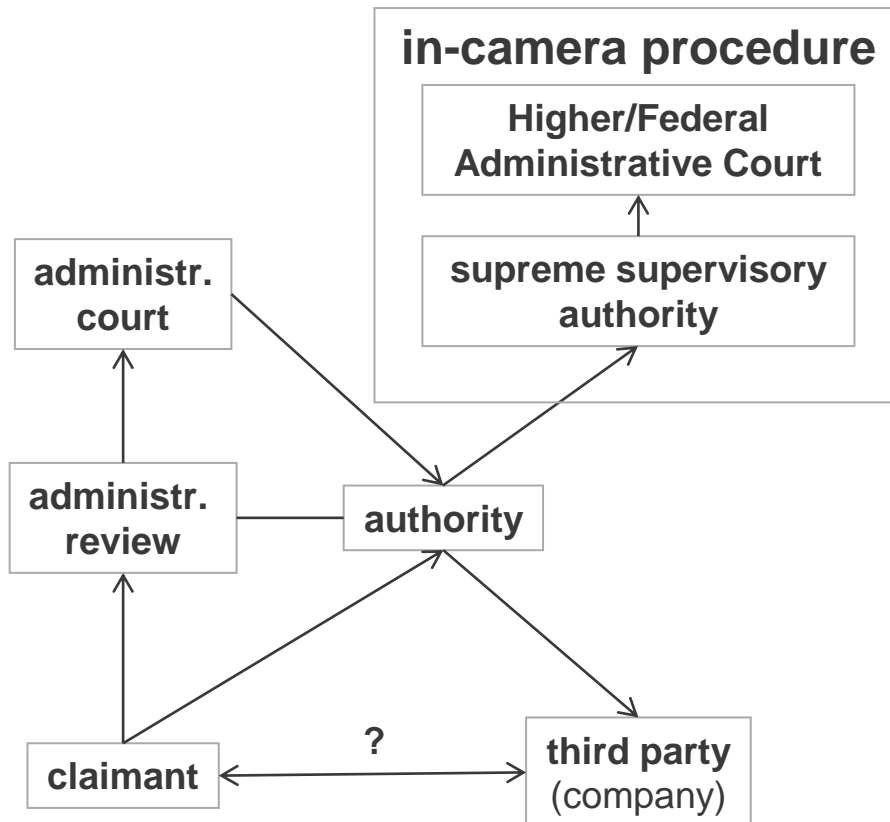 in-camera procedure
Higher/Federal
Administrative Court
supreme supervisory
authority
administr.
court
administr.
review
authority
?
claimant
third party
(company)